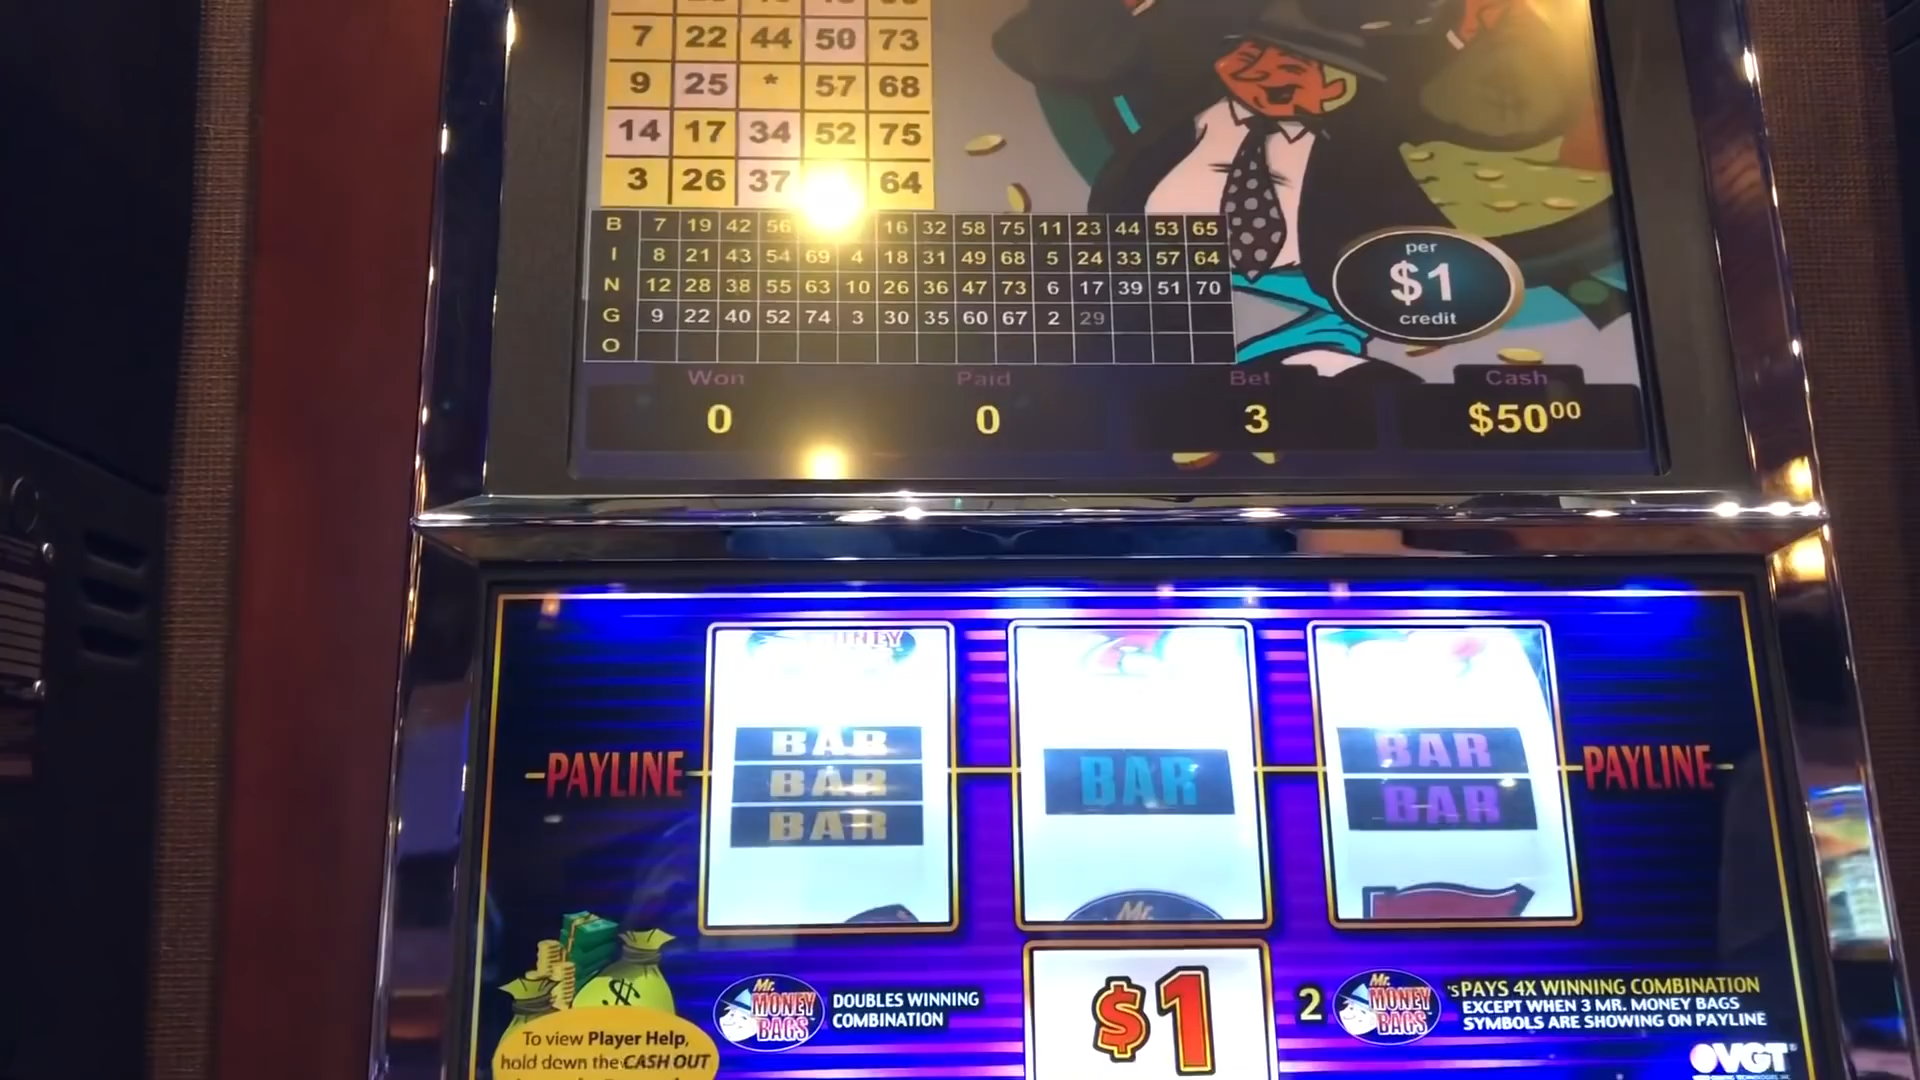 7 22 44 50 73
9 25 * 57 68
14 17 34 52 75
3 26 37 64
B 7 19 42 56 16 32 58 75 11 23 44 53 65
I 8 21 43 54 69 4 18 31 49 68 5 24 33 57 64
N 12 28 38 55 63 10 26 36 47 73 6 17 39 51 70
G 9 22 40 52 74 3 30 35 60 67 2 29
O
per
$1
credit
Won Paid Bet Cash
0 0 3 $50⁰⁰
MONEY
BAR
BAR
BAR
BAR
BAR
BAR
-PAYLINE- -PAYLINE-
Mr.
$1
Mr.
MONEY
BAGS
DOUBLES WINNING
COMBINATION
2 Mr.
MONEY
BAGS
'S PAYS 4X WINNING COMBINATION
EXCEPT WHEN 3 MR. MONEY BAGS
SYMBOLS ARE SHOWING ON PAYLINE
$
To view Player Help,
hold down the CASH OUT
VGT